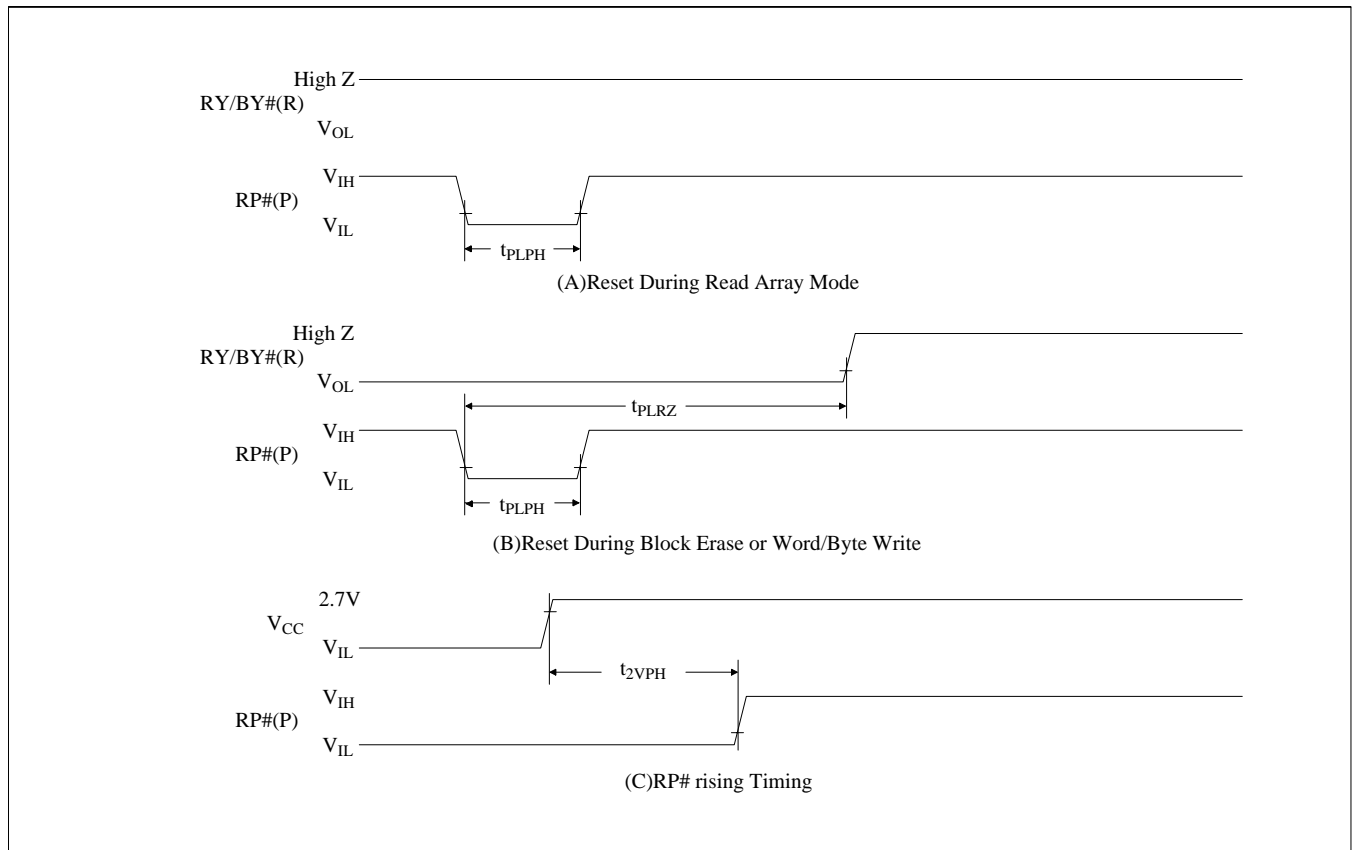 High Z
RY/BY#(R)
VOL
VIH
RP#(P)
VIL
tPLPH
(A)Reset During Read Array Mode
High Z
RY/BY#(R)
VOL
tPLRZ
VIH
RP#(P)
VIL
tPLPH
(B)Reset During Block Erase or Word/Byte Write
2.7V
VCC
VIL
t2VPH
VIH
RP#(P)
VIL
(C)RP# rising Timing